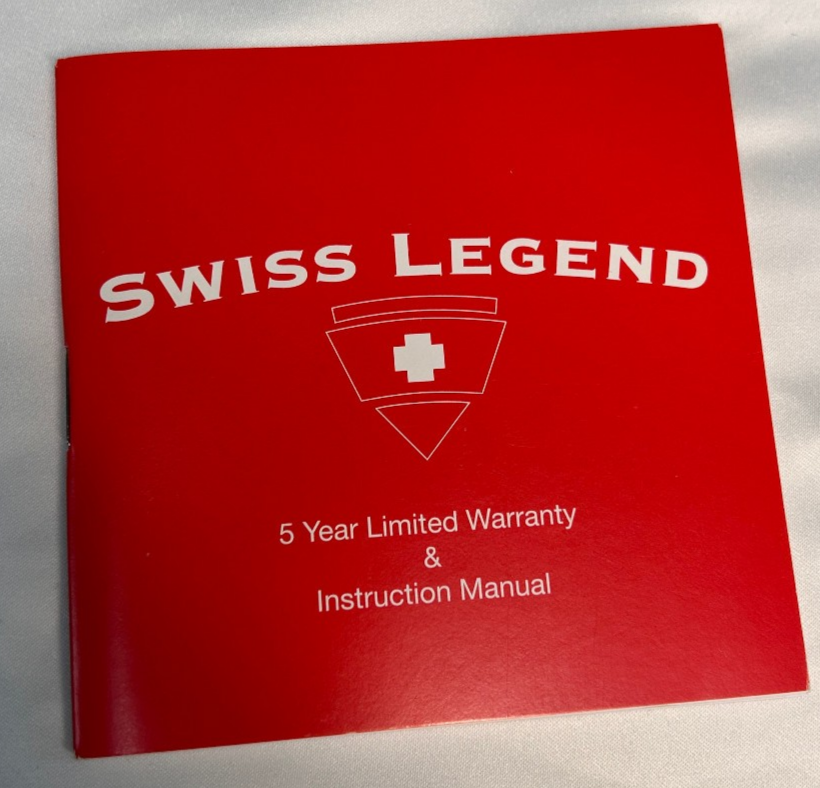 Swiss Legend
5 Year Limited Warranty
&
Instruction Manual